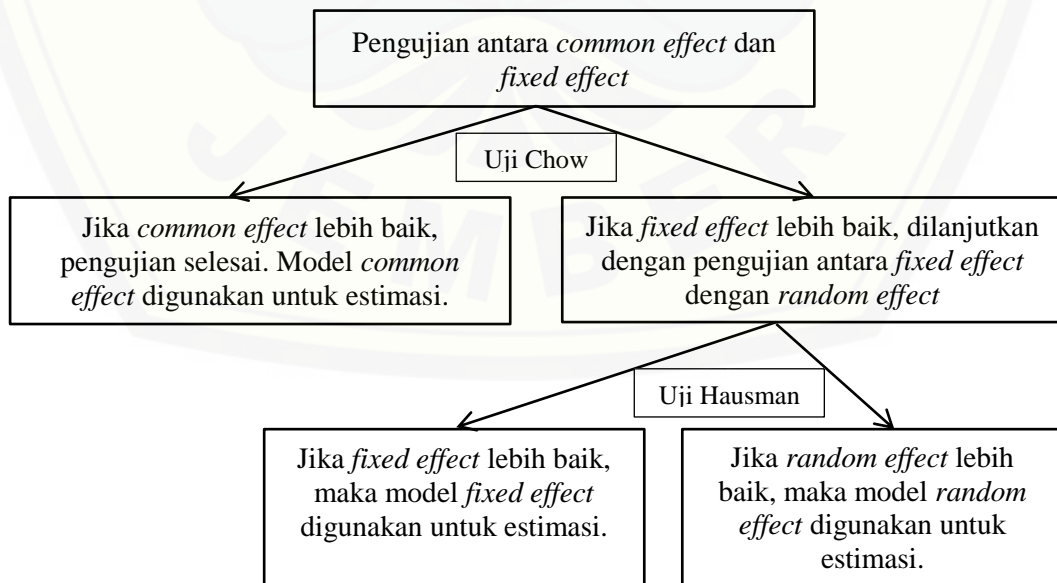 Pengujian antara common effect dan
fixed effect
Uji Chow
Jika common effect lebih baik,
pengujian selesai. Model common
effect digunakan untuk estimasi.
Jika fixed effect lebih baik, dilanjutkan
dengan pengujian antara fixed effect
dengan random effect
Uji Hausman
Jika fixed effect lebih baik,
maka model fixed effect
digunakan untuk estimasi.
Jika random effect lebih
baik, maka model random
effect digunakan untuk
estimasi.
JEMBER